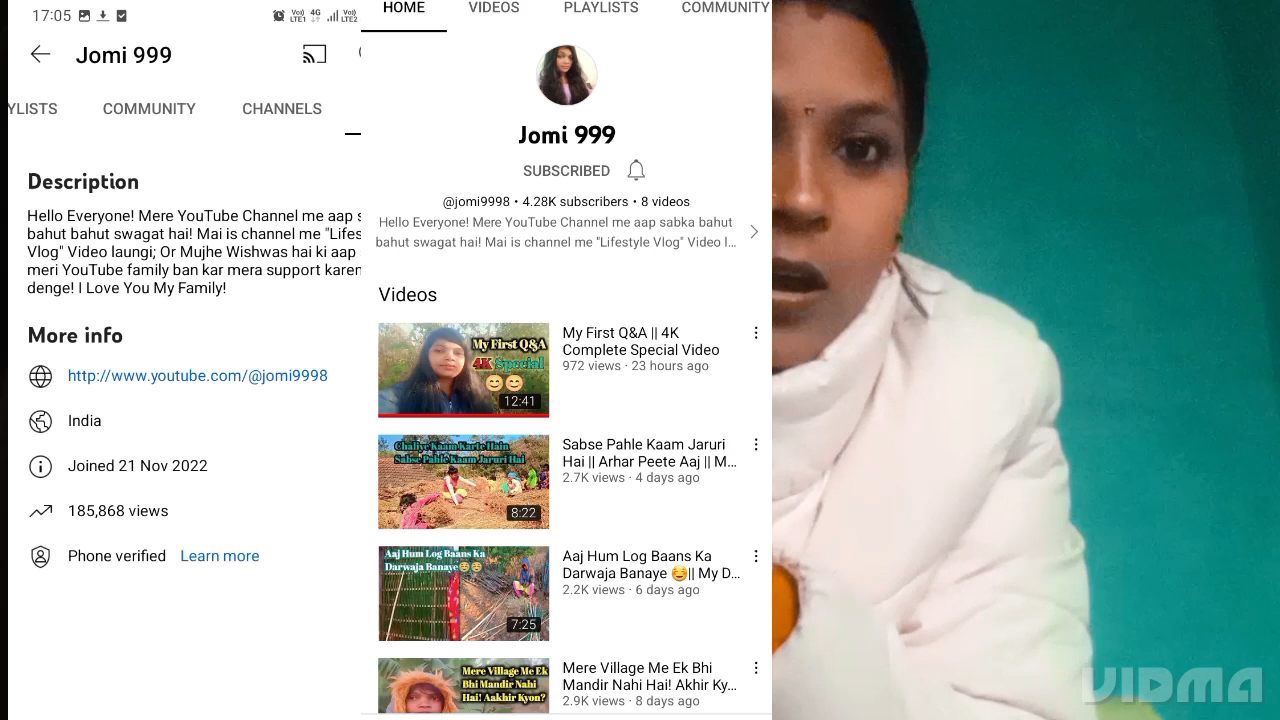 17:05
Vo)) LTE1 4G Vo)) LTE2
Jomi 999
YLISTS COMMUNITY CHANNELS
Description
Hello Everyone! Mere YouTube Channel me aap s
bahut bahut swagat hai! Mai is channel me "Lifes
Vlog" Video laungi; Or Mujhe Wishwas hai ki aap
meri YouTube family ban kar mera support karen
denge! I Love You My Family!
More info
http://www.youtube.com/@jomi9998
India
Joined 21 Nov 2022
185,868 views
Phone verified Learn more
HOME VIDEOS PLAYLISTS COMMUNITY
Jomi 999
SUBSCRIBED
@jomi9998 • 4.28K subscribers • 8 videos
Hello Everyone! Mere YouTube Channel me aap sabka bahut
bahut swagat hai! Mai is channel me "Lifestyle Vlog" Video l...
Videos
My First Q&A
4K Special
12:41
My First Q&A || 4K
Complete Special Video
972 views · 23 hours ago
Chaliye Kaam Karte Hain
Sabse Pahle Kaam Jaruri Hai
8:22
Sabse Pahle Kaam Jaruri
Hai || Arhar Peete Aaj || M...
2.7K views · 4 days ago
Aaj Hum Log Baans Ka
Darwaja Banaye☺️☺️
7:25
Aaj Hum Log Baans Ka
Darwaja Banaye ☺️|| My D...
2.2K views · 6 days ago
Mere Village Me Ek
Bhi Mandir Nahi
Hai! Aakhir Kyon?
Mere Village Me Ek Bhi
Mandir Nahi Hai! Akhir Ky...
2.9K views · 8 days ago
VIDMA